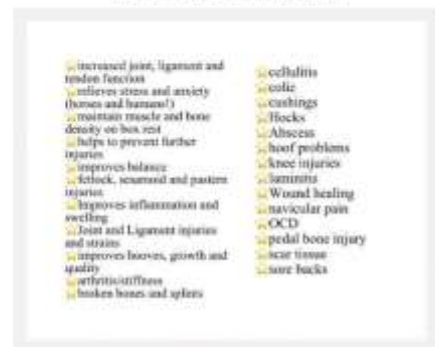 increased joint, ligament and
tendon function
relieves stress and anxiety
(horses and humans!)
maintain muscle and bone
density on box rest
helps to prevent further
injuries
improves balance
fetlock, sesamoid and pastern
injuries
Improves inflammation and
swelling
Joint and Ligament injuries
and strains
improves hooves, growth and
quality
arthritis/stiffness
broken bones and splints
cellulitis
colic
cushings
Hocks
Abscess
hoof problems
knee injuries
laminitis
Wound healing
navicular pain
OCD
pedal bone injury
scar tissue
sore backs